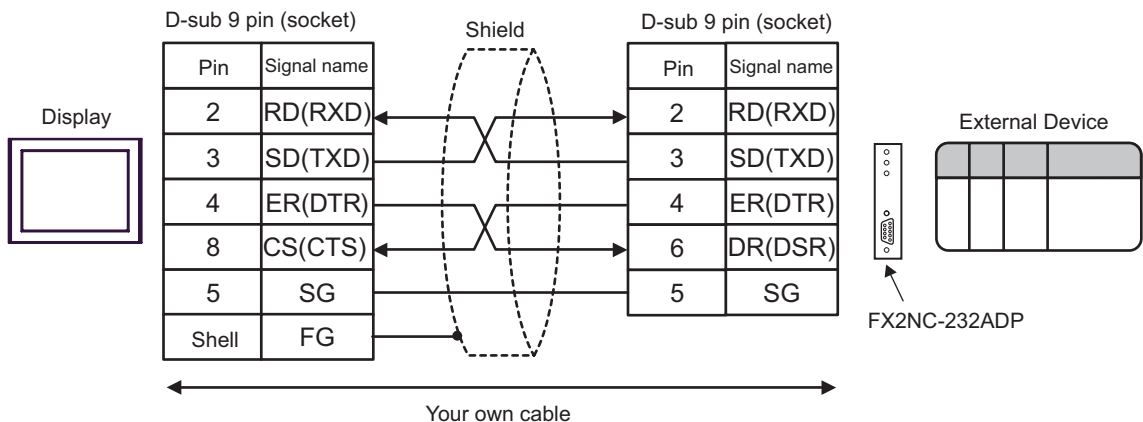 D-sub 9 pin (socket)
Shield
D-sub 9 pin (socket)
Pin Signal name
Pin Signal name
Display
2 RD(RXD)
2 RD(RXD)
External Device
3 SD(TXD)
3 SD(TXD)
4 ER(DTR)
4 ER(DTR)
8 CS(CTS)
6 DR(DSR)
5 SG
5 SG
Shell FG
FX2NC-232ADP
Your own cable